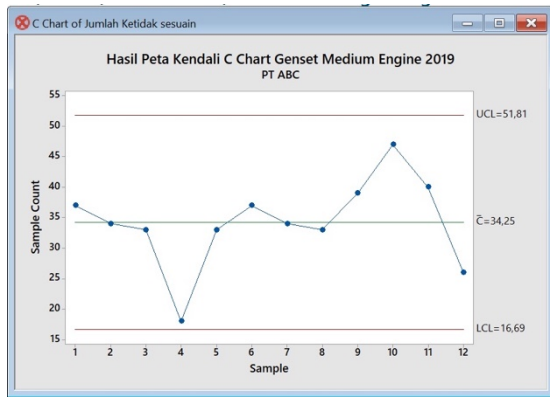 C Chart of Jumlah Ketidak sesuain
Hasil Peta Kendali C Chart Genset Medium Engine 2019
PT ABC
55
UCL=51,81
50
45
40
35
C̄=34,25
30
25
20
LCL=16,69
15
Sample Count
1 2 3 4 5 6 7 8 9 10 11 12
Sample